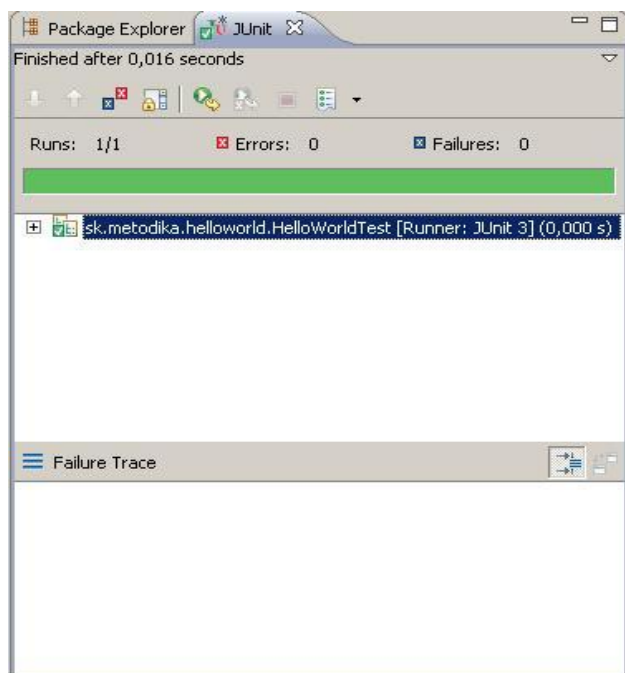 Package Explorer JUnit
Finished after 0,016 seconds
Runs: 1/1 Errors: 0 Failures: 0
sk.metodika.helloworld.HelloWorldTest [Runner: JUnit 3] (0,000 s)
Failure Trace